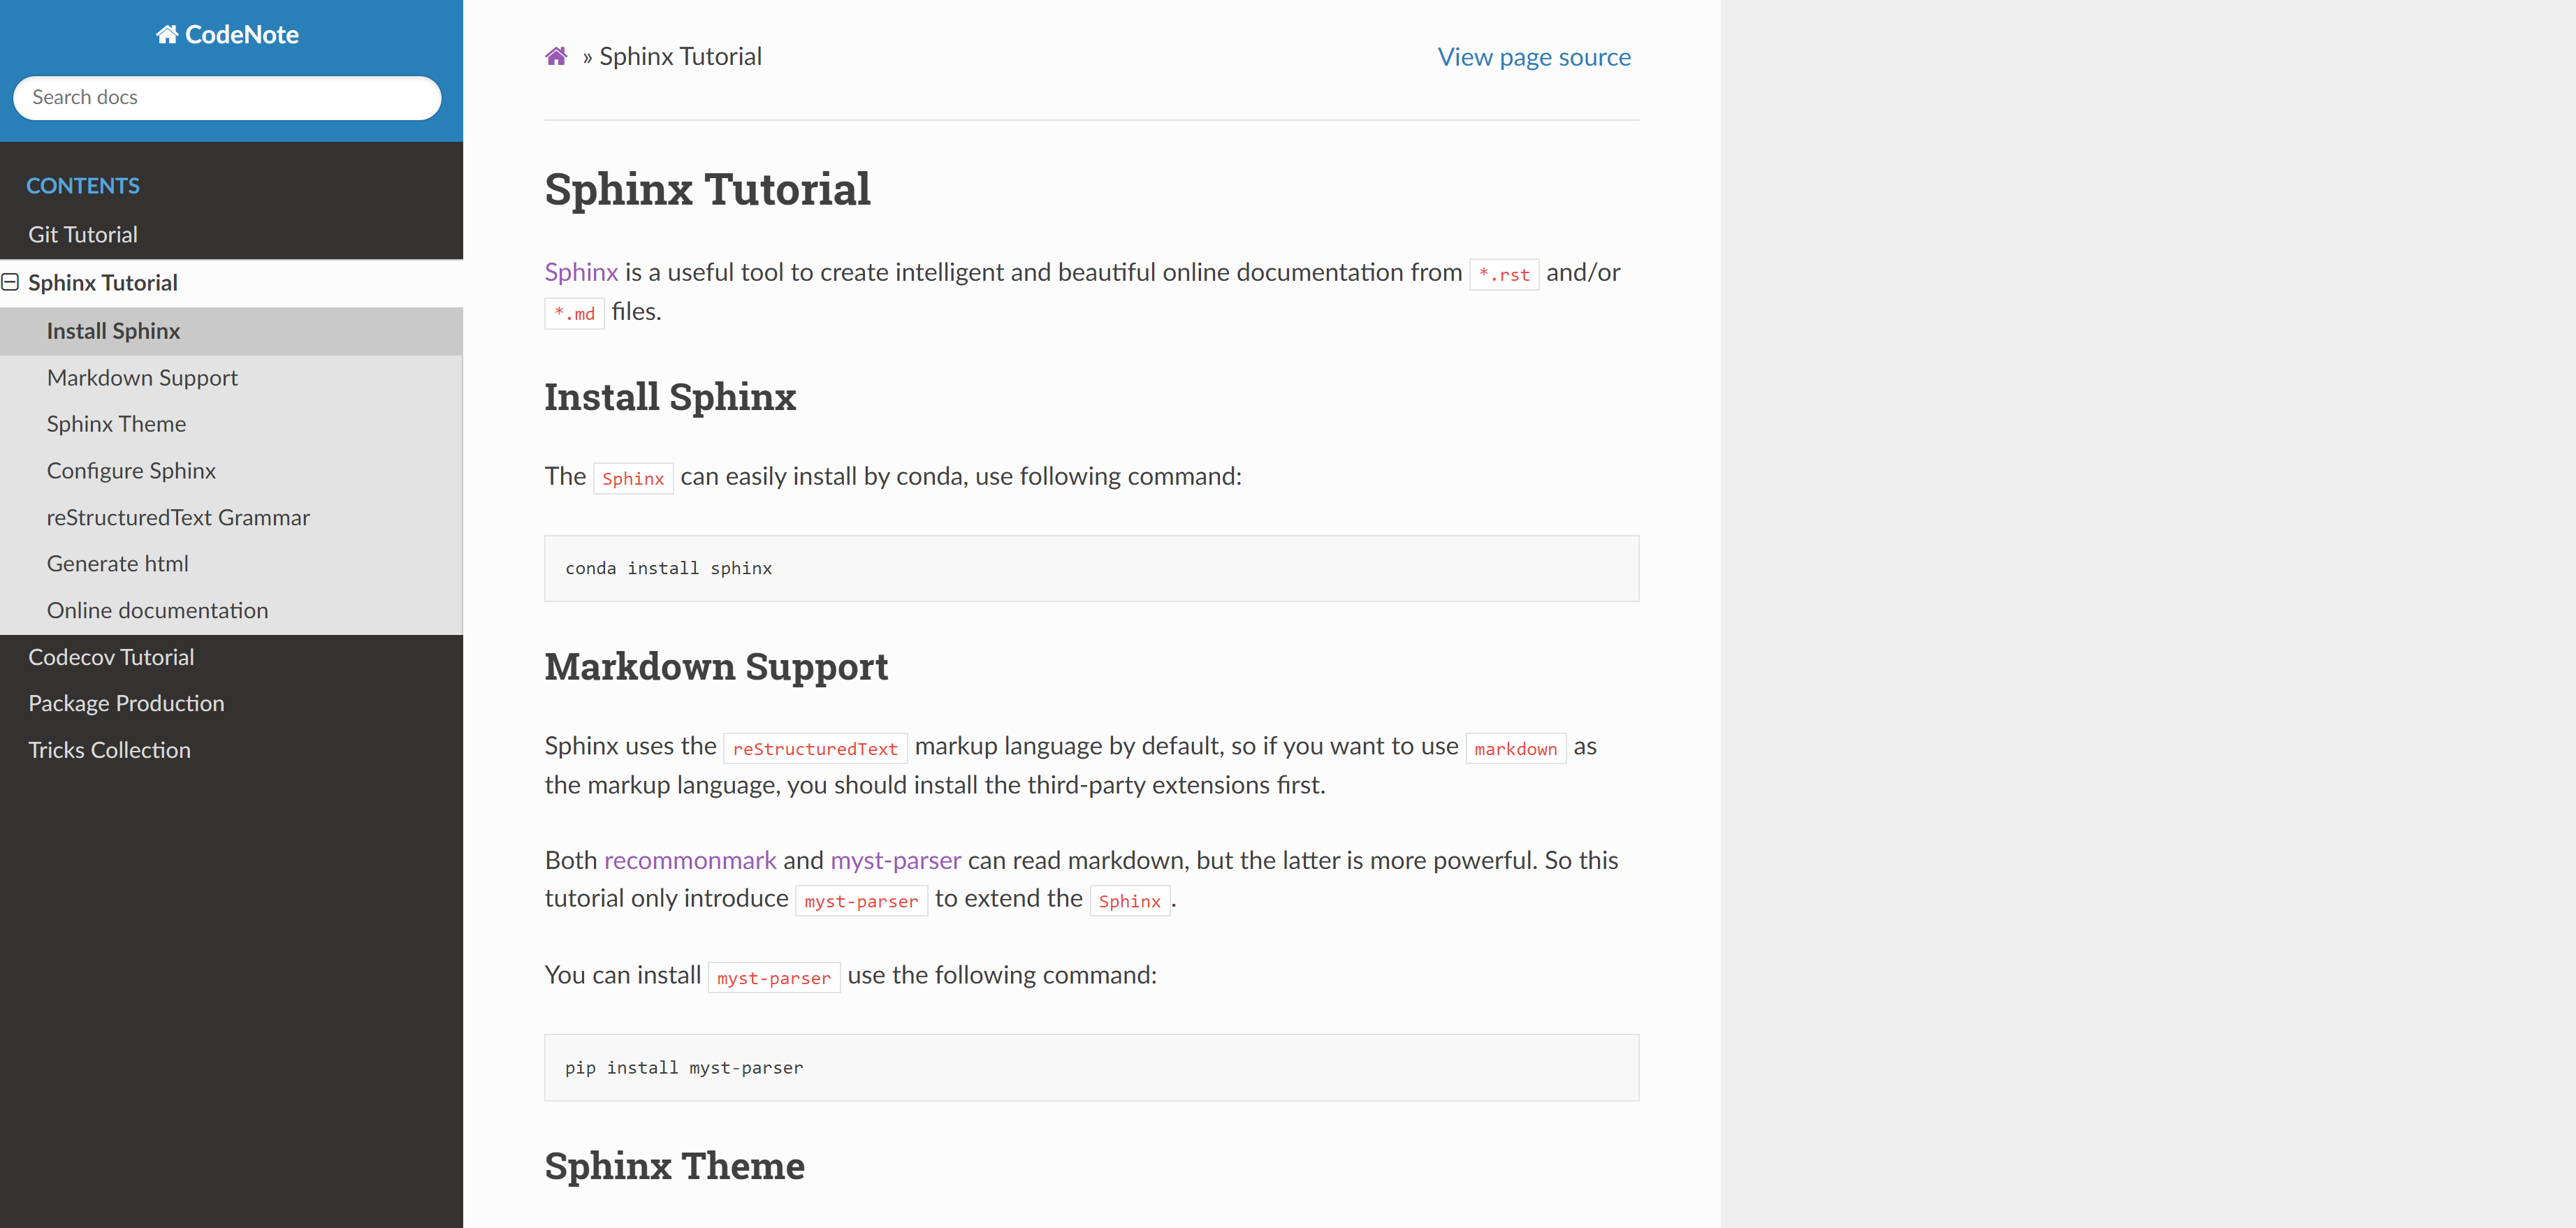 CodeNote
Search docs
CONTENTS
Git Tutorial
Sphinx Tutorial
Install Sphinx
Markdown Support
Sphinx Theme
Configure Sphinx
reStructuredText Grammar
Generate html
Online documentation
Codecov Tutorial
Package Production
Tricks Collection
» Sphinx Tutorial
View page source
Sphinx Tutorial
Sphinx is a useful tool to create intelligent and beautiful online documentation from *.rst and/or
*.md files.
Install Sphinx
The Sphinx can easily install by conda, use following command:
conda install sphinx
Markdown Support
Sphinx uses the reStructuredText markup language by default, so if you want to use markdown as
the markup language, you should install the third-party extensions first.
Both recommonmark and myst-parser can read markdown, but the latter is more powerful. So this
tutorial only introduce myst-parser to extend the Sphinx.
You can install myst-parser use the following command:
pip install myst-parser
Sphinx Theme